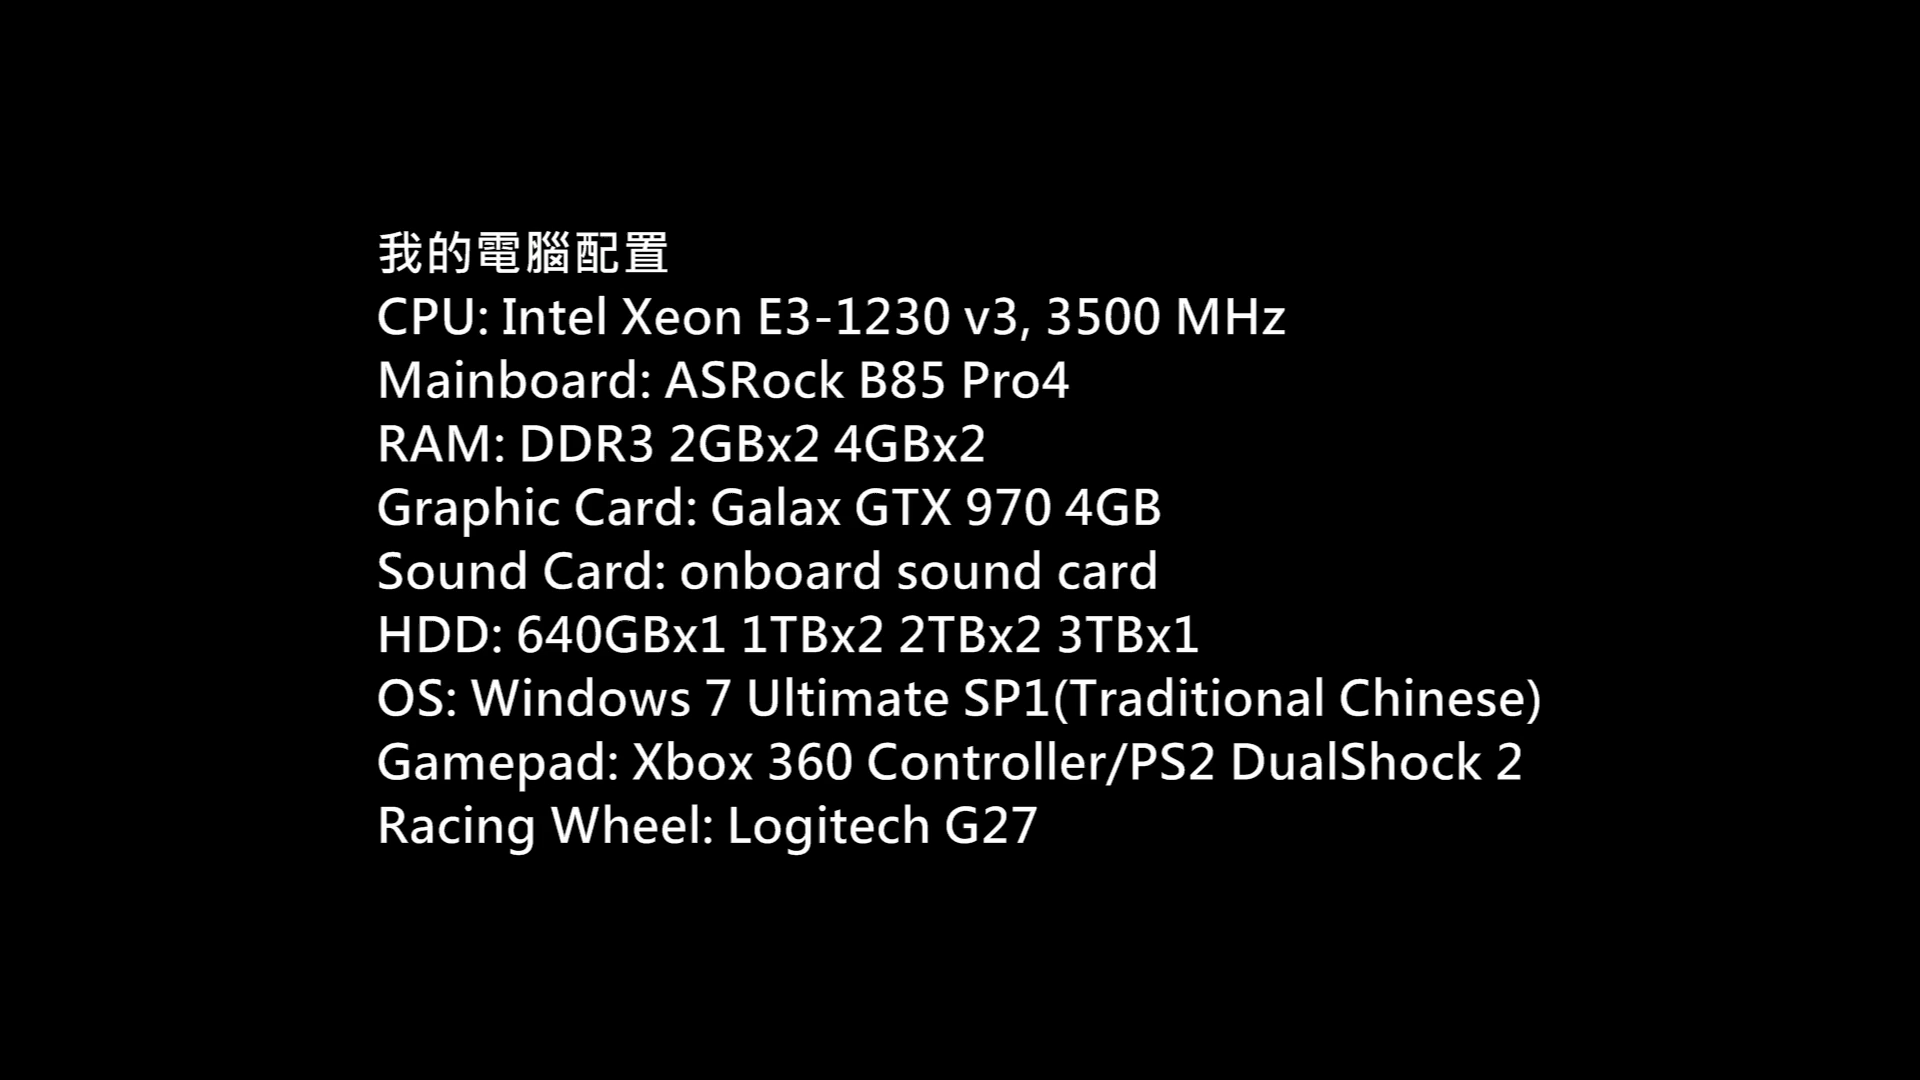 我的電腦配置
CPU: Intel Xeon E3-1230 v3, 3500 MHz
Mainboard: ASRock B85 Pro4
RAM: DDR3 2GBx2 4GBx2
Graphic Card: Galax GTX 970 4GB
Sound Card: onboard sound card
HDD: 640GBx1 1TBx2 2TBx2 3TBx1
OS: Windows 7 Ultimate SP1(Traditional Chinese)
Gamepad: Xbox 360 Controller/PS2 DualShock 2
Racing Wheel: Logitech G27